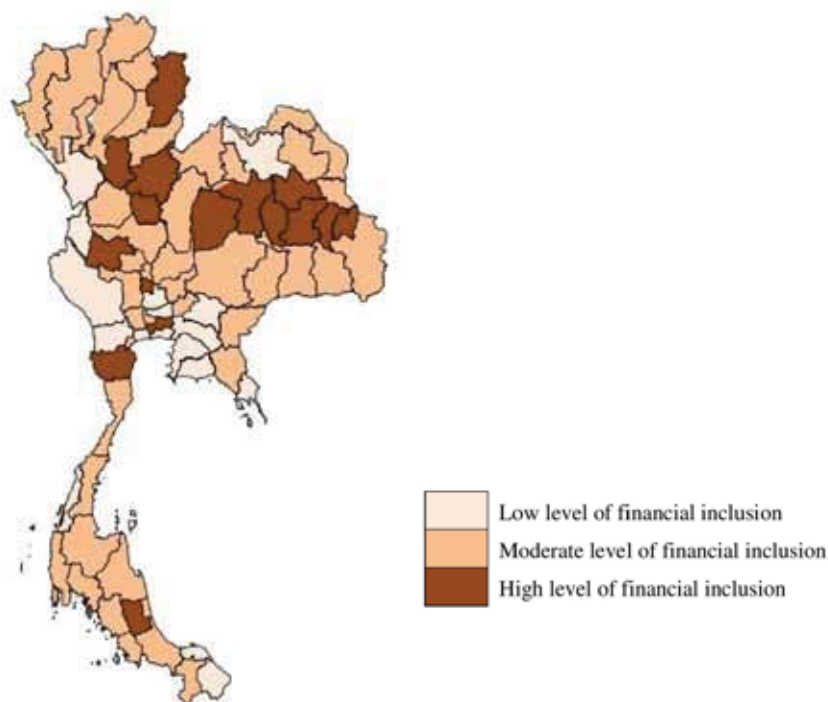 Low level of financial inclusion
Moderate level of financial inclusion
High level of financial inclusion